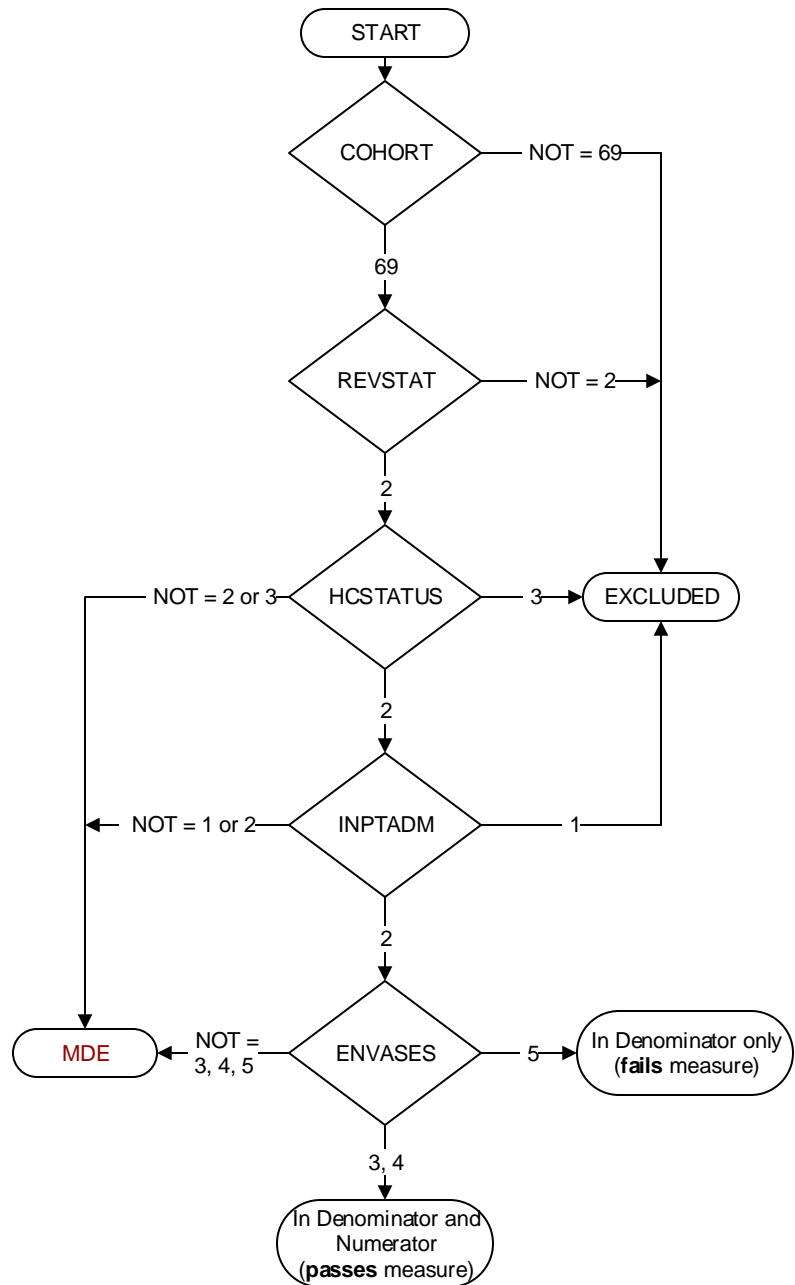 START
COHORT
NOT = 69
69
REVSTAT
NOT = 2
2
NOT = 2 or 3
HCSTATUS
3
EXCLUDED
2
NOT = 1 or 2
INPTADM
1
2
MDE
NOT =
3, 4, 5
ENVASES
5
In Denominator only
(fails measure)
3, 4
In Denominator and
Numerator
(passes measure)